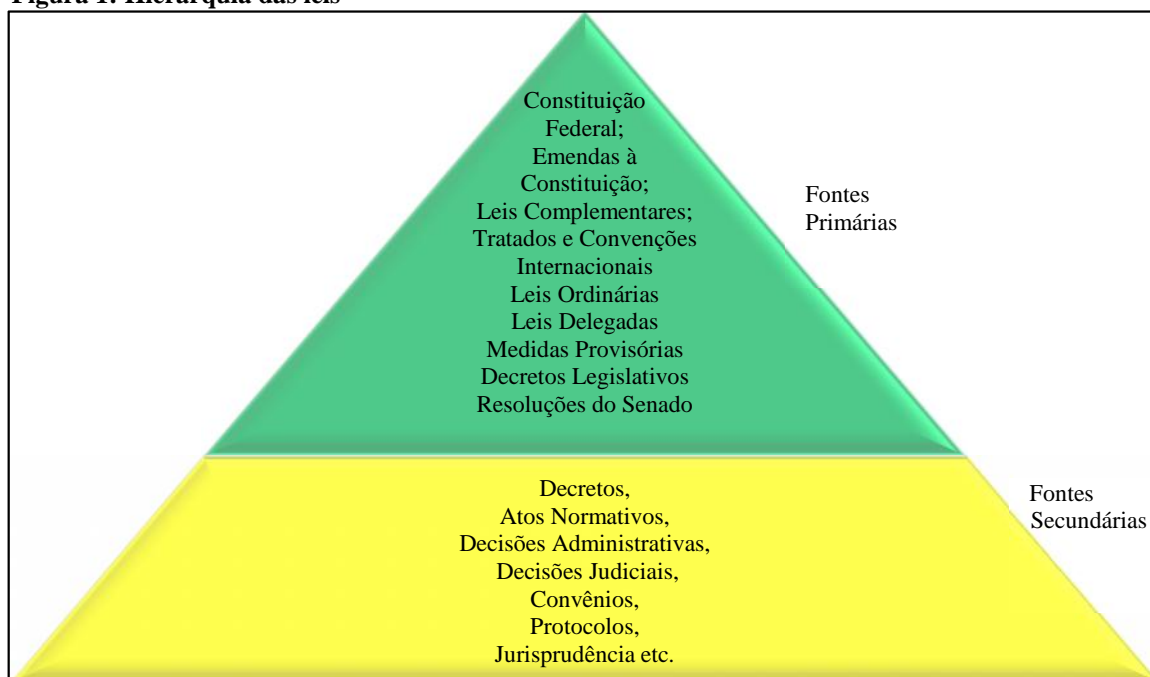 Figura 1: Hierarquia das leis
Constituição
Federal;
Emendas à
Constituição;
Leis Complementares;
Tratados e Convenções
Internacionais
Leis Ordinárias
Leis Delegadas
Medidas Provisórias
Decretos Legislativos
Resoluções do Senado
Fontes
Primárias
Decretos,
Atos Normativos,
Decisões Administrativas,
Decisões Judiciais,
Convênios,
Protocolos,
Jurisprudência etc.
Fontes
Secundárias